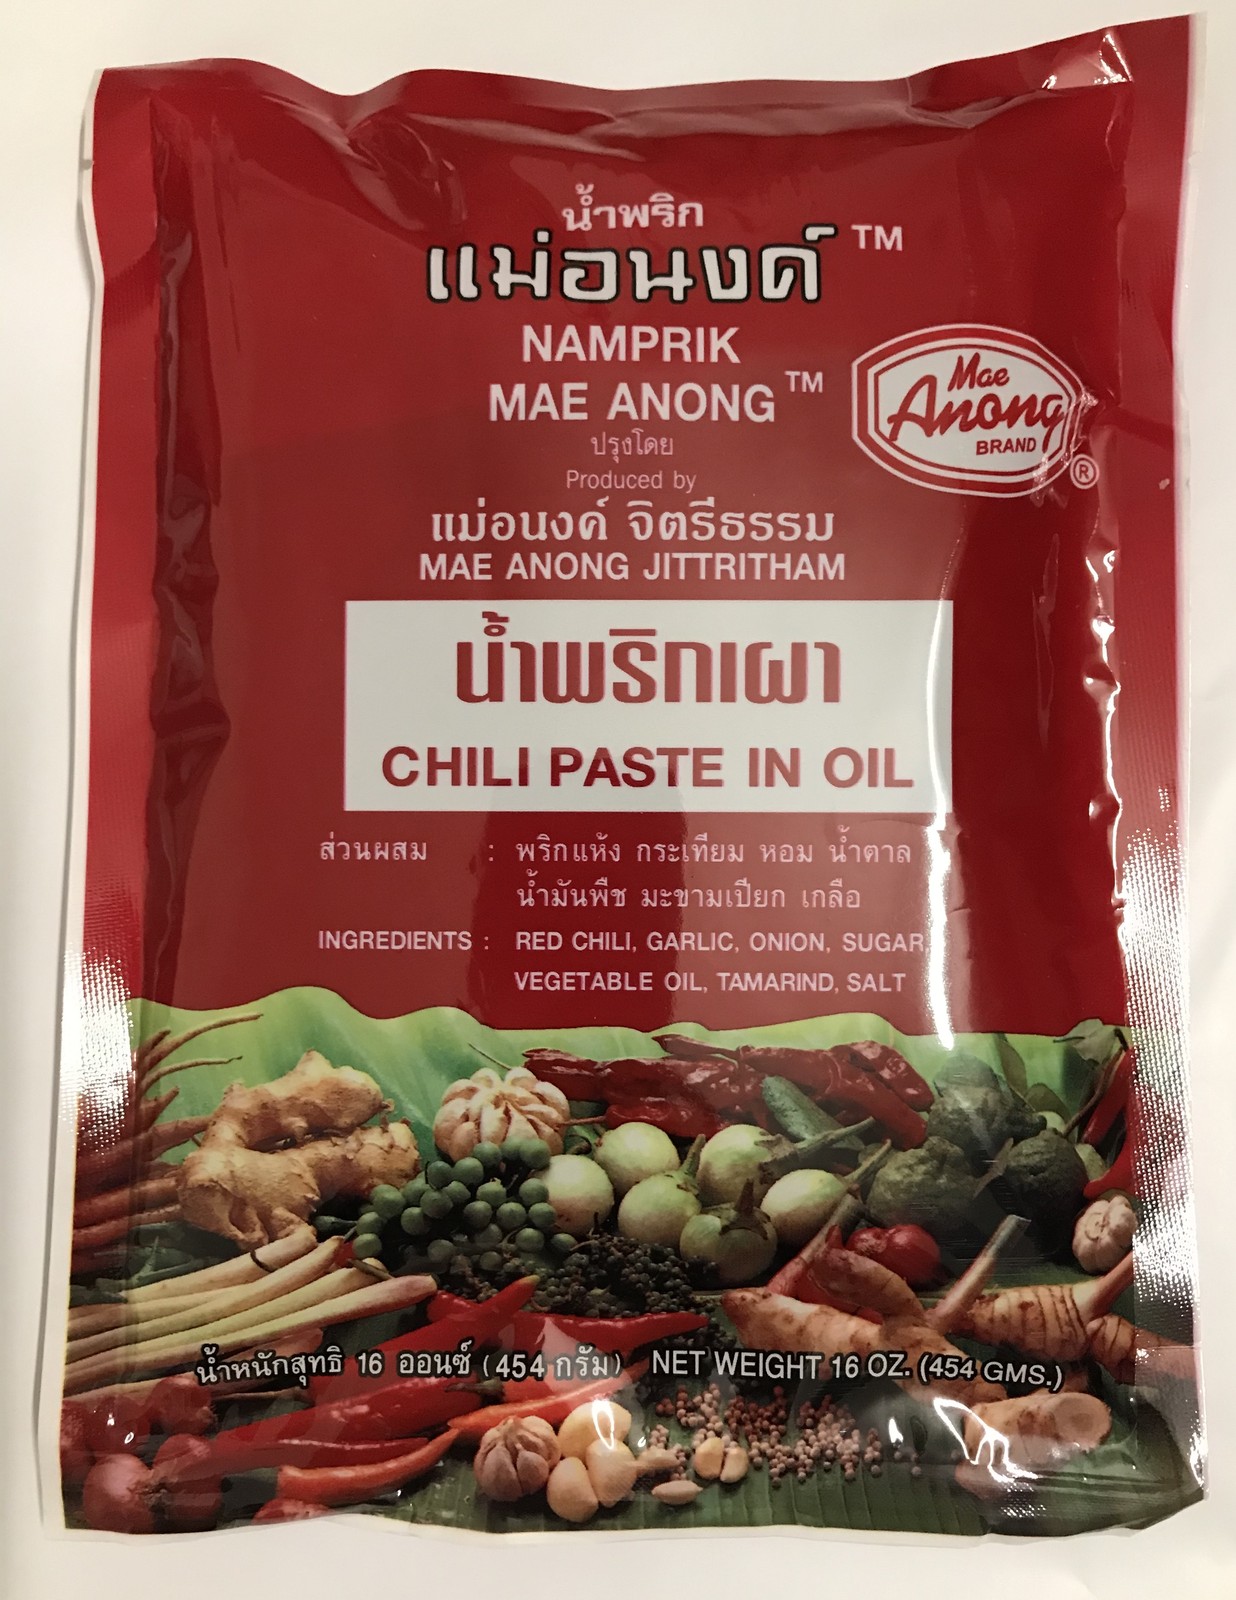 น้ำพริก
แม่อนงค์ ™
NAMPRIK
MAE ANONG ™
Mae
Anong
BRAND
®
ปรุงโดย
Produced by
แม่อนงค์ จิตรีธรรม
MAE ANONG JITTRITHAM
น้ำพริกเผา
CHILI PASTE IN OIL
ส่วนผสม : พริกแห้ง กระเทียม หอม น้ำตาล
น้ำมันพืช มะขามเปียก เกลือ
INGREDIENTS : RED CHILI, GARLIC, ONION, SUGAR,
VEGETABLE OIL, TAMARIND, SALT
น้ำหนักสุทธิ 16 ออนซ์ (454 กรัม) NET WEIGHT 16 OZ. (454 GMS.)